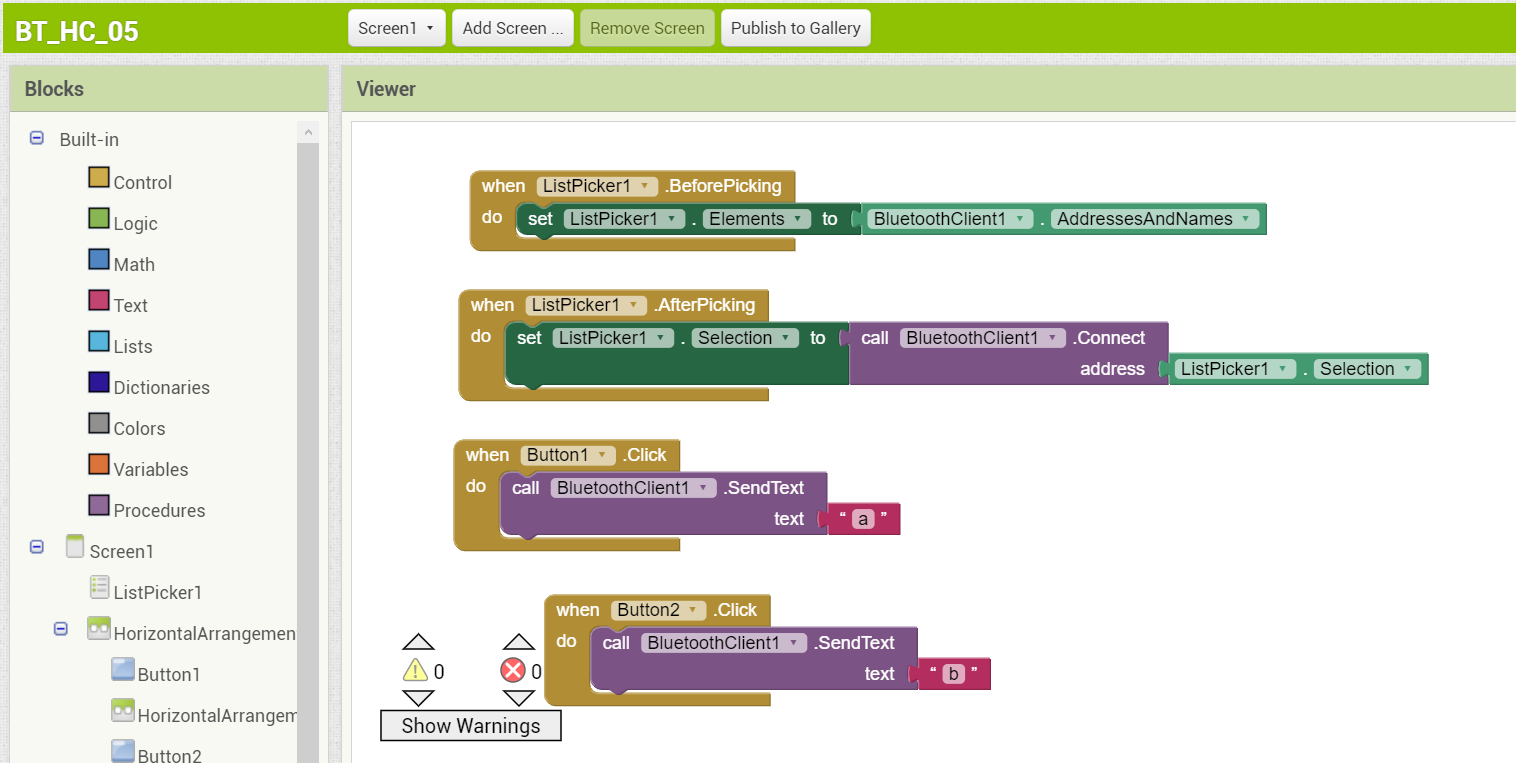 BT_HC_05
Screen1 Add Screen ... Remove Screen Publish to Gallery
Blocks
Built-in
Control
Logic
Math
Text
Lists
Dictionaries
Colors
Variables
Procedures
Screen1
ListPicker1
HorizontalArrangemen
Button1
HorizontalArrangem
Button2
Viewer
when ListPicker1 .BeforePicking
do set ListPicker1 . Elements to BluetoothClient1 . AddressesAndNames
when ListPicker1 .AfterPicking
do set ListPicker1 . Selection to call BluetoothClient1 .Connect
address ListPicker1 . Selection
when Button1 .Click
do call BluetoothClient1 .SendText
text “ a ”
when Button2 .Click
do call BluetoothClient1 .SendText
text “ b ”
0 0
Show Warnings